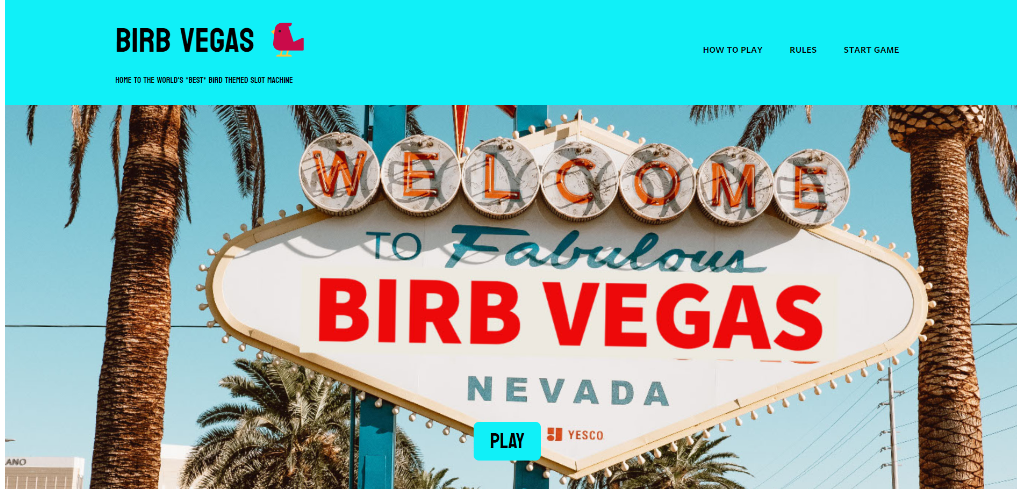 BIRB VEGAS
HOME TO THE WORLD'S "BEST" BIRD THEMED SLOT MACHINE
HOW TO PLAY RULES START GAME
WELCOME
TO Fabulous
BIRB VEGAS
NEVADA
PLAY
YESCO
ANO